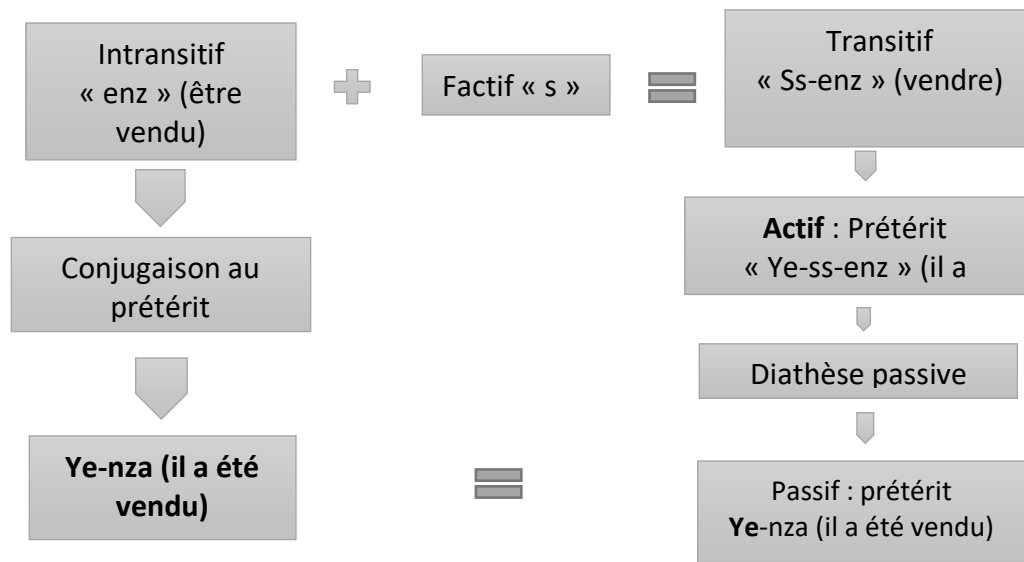 Intransitif
« enz » (être
vendu)
Factif « s »
Transitif
« Ss-enz » (vendre)
Conjugaison au
prétérit
Actif : Prétérit
« Ye-ss-enz » (il a
Diathèse passive
Ye-nza (il a été
vendu)
Passif : prétérit
Ye-nza (il a été vendu)